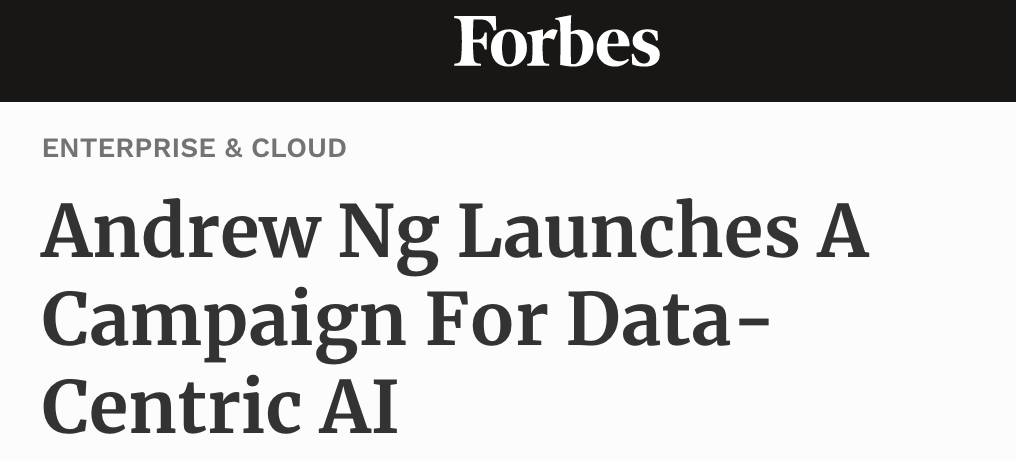 Forbes
ENTERPRISE & CLOUD
Andrew Ng Launches A
Campaign For Data-
Centric AI